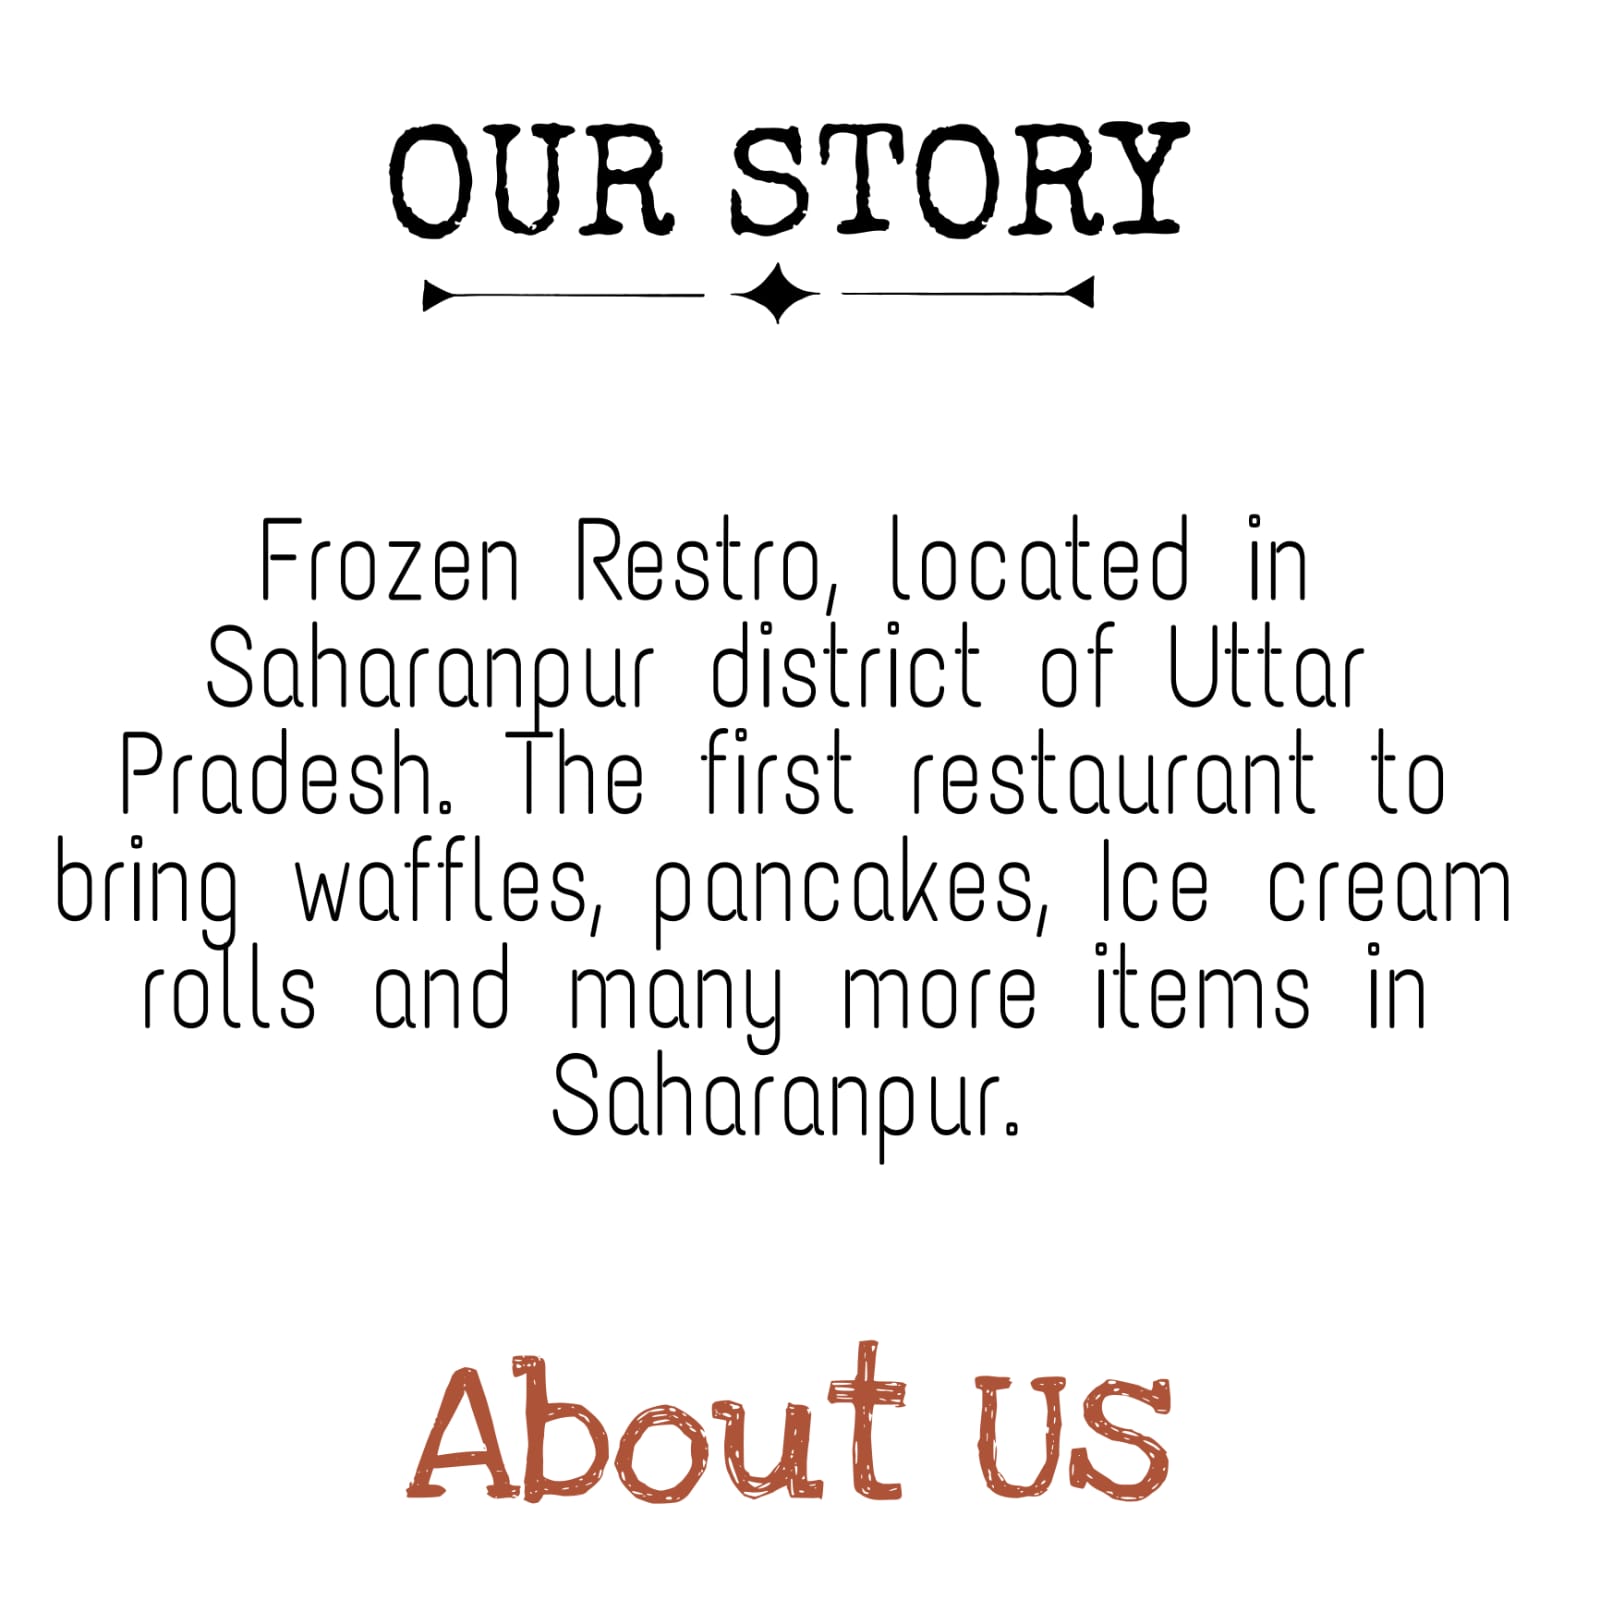 OUR STORY
Frozen Restro, located in
Saharanpur district of Uttar
Pradesh. The first restaurant to
bring waffles, pancakes, Ice cream
rolls and many more items in
Saharanpur.
About US